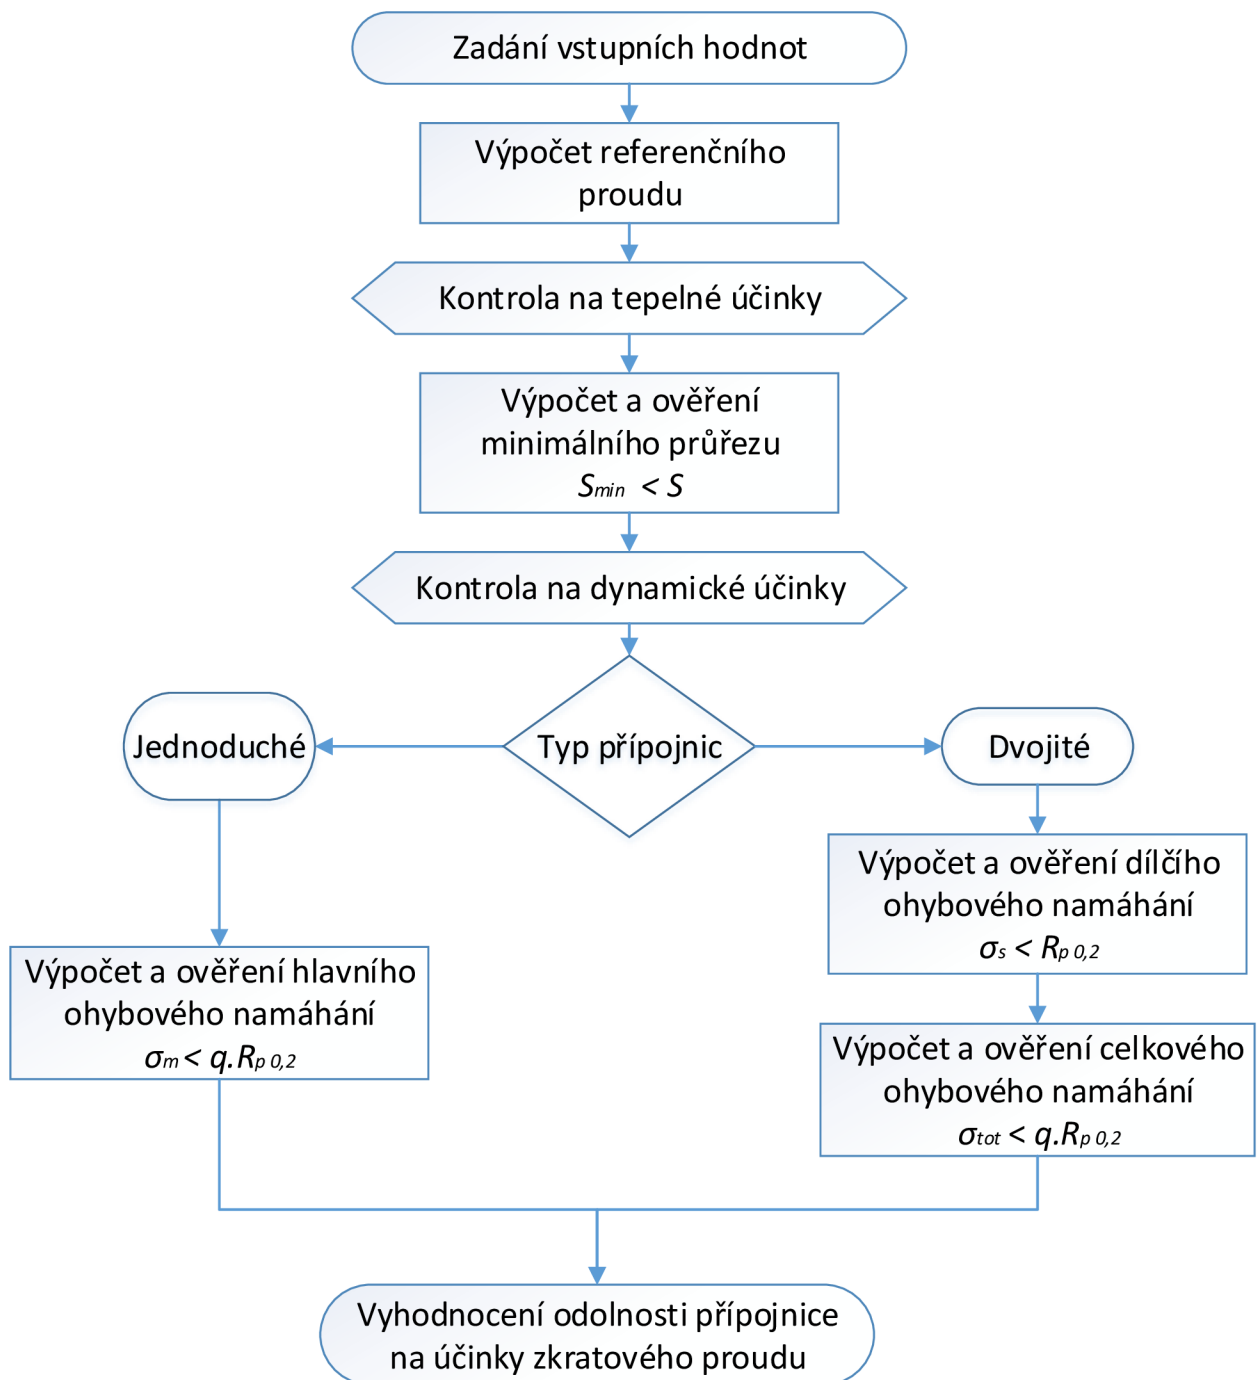 Zadání vstupních hodnot
Výpočet referenčního
proudu
Kontrola na tepelné účinky
Výpočet a ověření
minimálního průřezu
Smin < S
Kontrola na dynamické účinky
Typ přípojnic
Jednoduché
Dvojité
Výpočet a ověření hlavního
ohybového namáhání
σm < q.Rp 0,2
Výpočet a ověření dílčího
ohybového namáhání
σs < Rp 0,2
Výpočet a ověření celkového
ohybového namáhání
σtot < q.Rp 0,2
Vyhodnocení odolnosti přípojnice
na účinky zkratového proudu